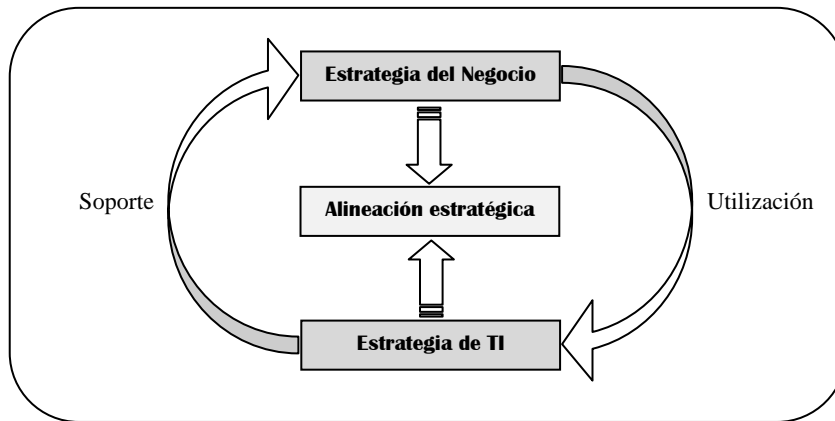 Estrategia del Negocio
Soporte
Alineación estratégica
Utilización
Estrategia de TI